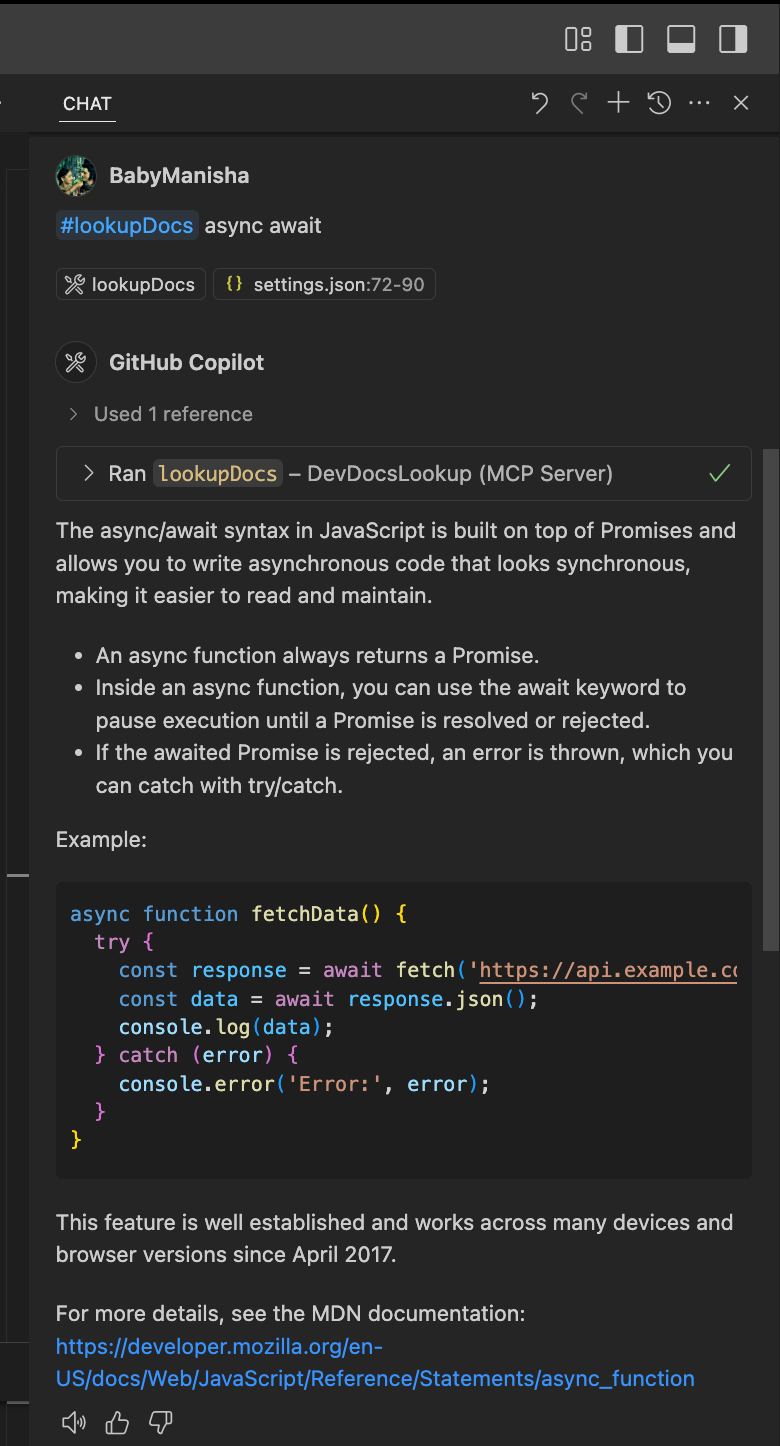 CHAT
BabyManisha
#lookupDocs async await
lookupDocs {} settings.json:72-90
GitHub Copilot
Used 1 reference
Ran lookupDocs – DevDocsLookup (MCP Server)
The async/await syntax in JavaScript is built on top of Promises and
allows you to write asynchronous code that looks synchronous,
making it easier to read and maintain.
• An async function always returns a Promise.
• Inside an async function, you can use the await keyword to
pause execution until a Promise is resolved or rejected.
• If the awaited Promise is rejected, an error is thrown, which you
can catch with try/catch.
Example:
async function fetchData() {
  try {
    const response = await fetch('https://api.example.co
    const data = await response.json();
    console.log(data);
  } catch (error) {
    console.error('Error:', error);
  }
}
This feature is well established and works across many devices and
browser versions since April 2017.
For more details, see the MDN documentation:
https://developer.mozilla.org/en-
US/docs/Web/JavaScript/Reference/Statements/async_function